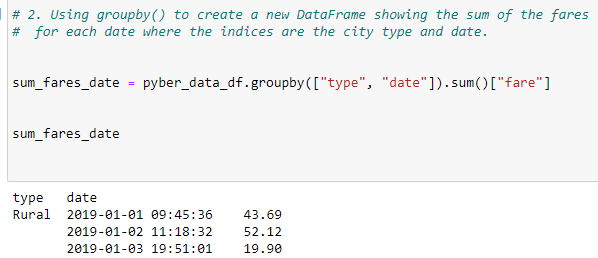 # 2. Using groupby() to create a new DataFrame showing the sum of the fares
#  for each date where the indices are the city type and date.
sum_fares_date = pyber_data_df.groupby(["type", "date"]).sum()["fare"]
sum_fares_date
type   date
Rural  2019-01-01 09:45:36    43.69
       2019-01-02 11:18:32    52.12
       2019-01-03 19:51:01    19.90